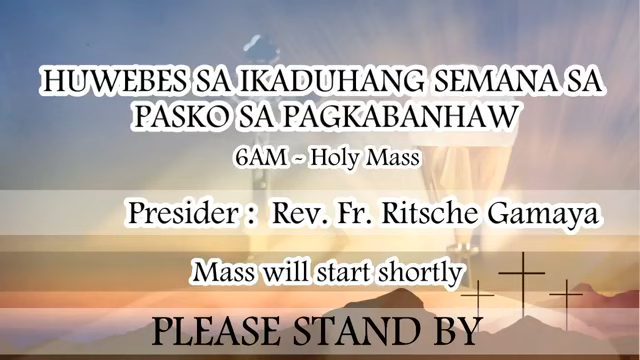 HUWEBES SA IKADUHANG SEMANA SA
PASKO SA PAGKABANHAW
6AM - Holy Mass
Presider : Rev. Fr. Ritsche Gamaya
Mass will start shortly
PLEASE STAND BY